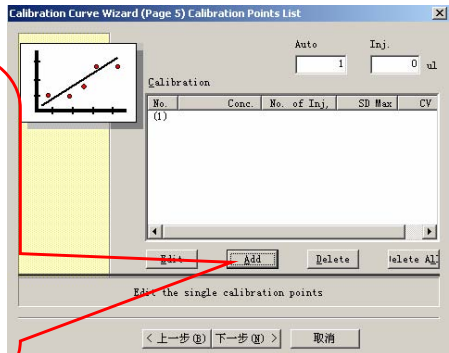 Calibration Curve Wizard (Page 5) Calibration Points List
Auto Inj.
1 0 ul
Calibration
No. Conc. No. of Inj, SD Max CV
(1)
Edit Add Delete elete Al
Edit the single calibration points
< 上一步(B) 下一步(N) > 取消